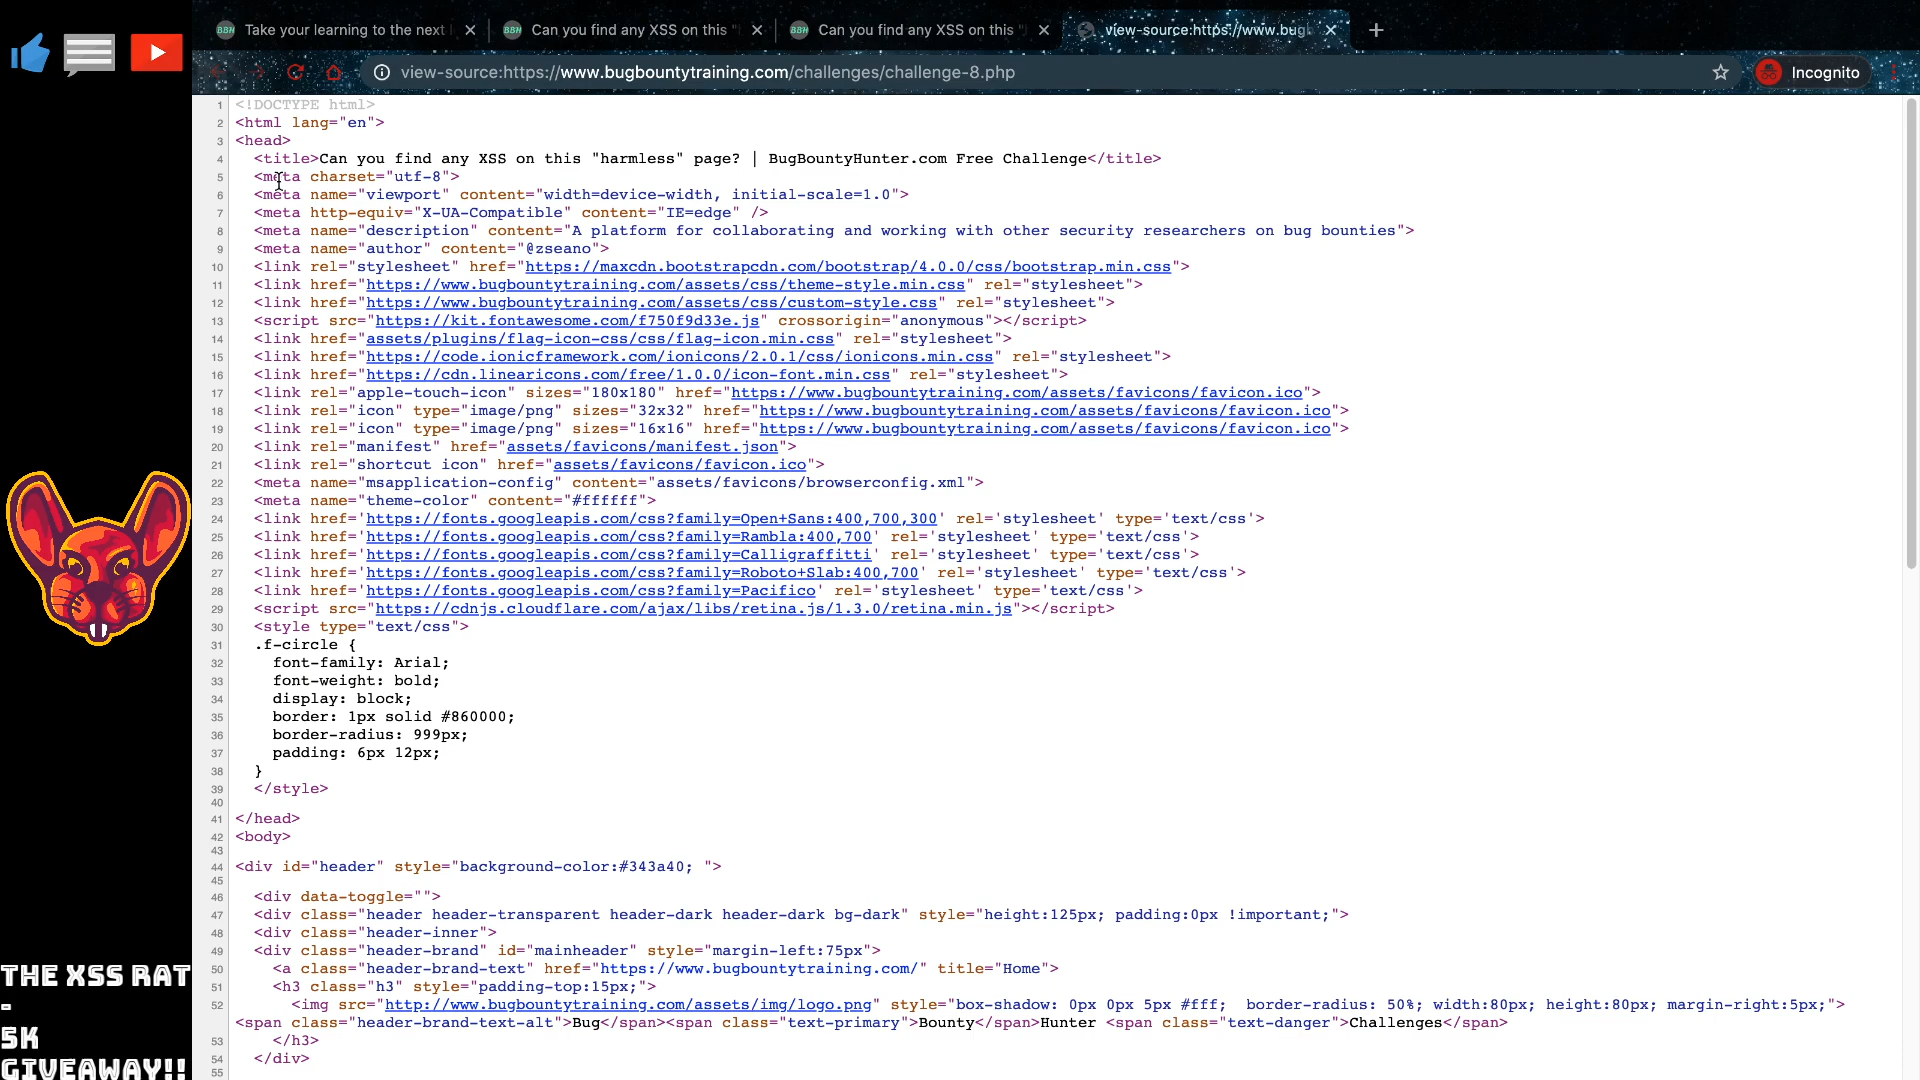 Take your learning to the next l
Can you find any XSS on this "
Can you find any XSS on this "
view-source:https://www.bug
view-source:https://www.bugbountytraining.com/challenges/challenge-8.php
Incognito
1 <!DOCTYPE html>
2 <html lang="en">
3 <head>
4 <title>Can you find any XSS on this "harmless" page? | BugBountyHunter.com Free Challenge</title>
5 <meta charset="utf-8">
6 <meta name="viewport" content="width=device-width, initial-scale=1.0">
7 <meta http-equiv="X-UA-Compatible" content="IE=edge" />
8 <meta name="description" content="A platform for collaborating and working with other security researchers on bug bounties">
9 <meta name="author" content="@zseano">
10 <link rel="stylesheet" href="https://maxcdn.bootstrapcdn.com/bootstrap/4.0.0/css/bootstrap.min.css">
11 <link href="https://www.bugbountytraining.com/assets/css/theme-style.min.css" rel="stylesheet">
12 <link href="https://www.bugbountytraining.com/assets/css/custom-style.css" rel="stylesheet">
13 <script src="https://kit.fontawesome.com/f750f9d33e.js" crossorigin="anonymous"></script>
14 <link href="assets/plugins/flag-icon-css/css/flag-icon.min.css" rel="stylesheet">
15 <link href="https://code.ionicframework.com/ionicons/2.0.1/css/ionicons.min.css" rel="stylesheet">
16 <link href="https://cdn.linearicons.com/free/1.0.0/icon-font.min.css" rel="stylesheet">
17 <link rel="apple-touch-icon" sizes="180x180" href="https://www.bugbountytraining.com/assets/favicons/favicon.ico">
18 <link rel="icon" type="image/png" sizes="32x32" href="https://www.bugbountytraining.com/assets/favicons/favicon.ico">
19 <link rel="icon" type="image/png" sizes="16x16" href="https://www.bugbountytraining.com/assets/favicons/favicon.ico">
20 <link rel="manifest" href="assets/favicons/manifest.json">
21 <link rel="shortcut icon" href="assets/favicons/favicon.ico">
22 <meta name="msapplication-config" content="assets/favicons/browserconfig.xml">
23 <meta name="theme-color" content="#ffffff">
24 <link href='https://fonts.googleapis.com/css?family=Open+Sans:400,700,300' rel='stylesheet' type='text/css'>
25 <link href='https://fonts.googleapis.com/css?family=Rambla:400,700' rel='stylesheet' type='text/css'>
26 <link href='https://fonts.googleapis.com/css?family=Calligraffitti' rel='stylesheet' type='text/css'>
27 <link href='https://fonts.googleapis.com/css?family=Roboto+Slab:400,700' rel='stylesheet' type='text/css'>
28 <link href='https://fonts.googleapis.com/css?family=Pacifico' rel='stylesheet' type='text/css'>
29 <script src="https://cdnjs.cloudflare.com/ajax/libs/retina.js/1.3.0/retina.min.js"></script>
30 <style type="text/css">
31 .f-circle {
32 font-family: Arial;
33 font-weight: bold;
34 display: block;
35 border: 1px solid #860000;
36 border-radius: 999px;
37 padding: 6px 12px;
38 }
39 </style>
40
41 </head>
42 <body>
43
44 <div id="header" style="background-color:#343a40; ">
45
46 <div data-toggle="">
47 <div class="header header-transparent header-dark header-dark bg-dark" style="height:125px; padding:0px !important;">
48 <div class="header-inner">
49 <div class="header-brand" id="mainheader" style="margin-left:75px">
50 <a class="header-brand-text" href="https://www.bugbountytraining.com/" title="Home">
51 <h3 class="h3" style="padding-top:15px;">
52 <img src="http://www.bugbountytraining.com/assets/img/logo.png" style="box-shadow: 0px 0px 5px #fff;  border-radius: 50%; width:80px; height:80px; margin-right:5px;">
<span class="header-brand-text-alt">Bug</span><span class="text-primary">Bounty</span>Hunter <span class="text-danger">Challenges</span>
53 </h3>
54 </div>
55
THE XSS RAT
-
5K
GIVEAWAY!!